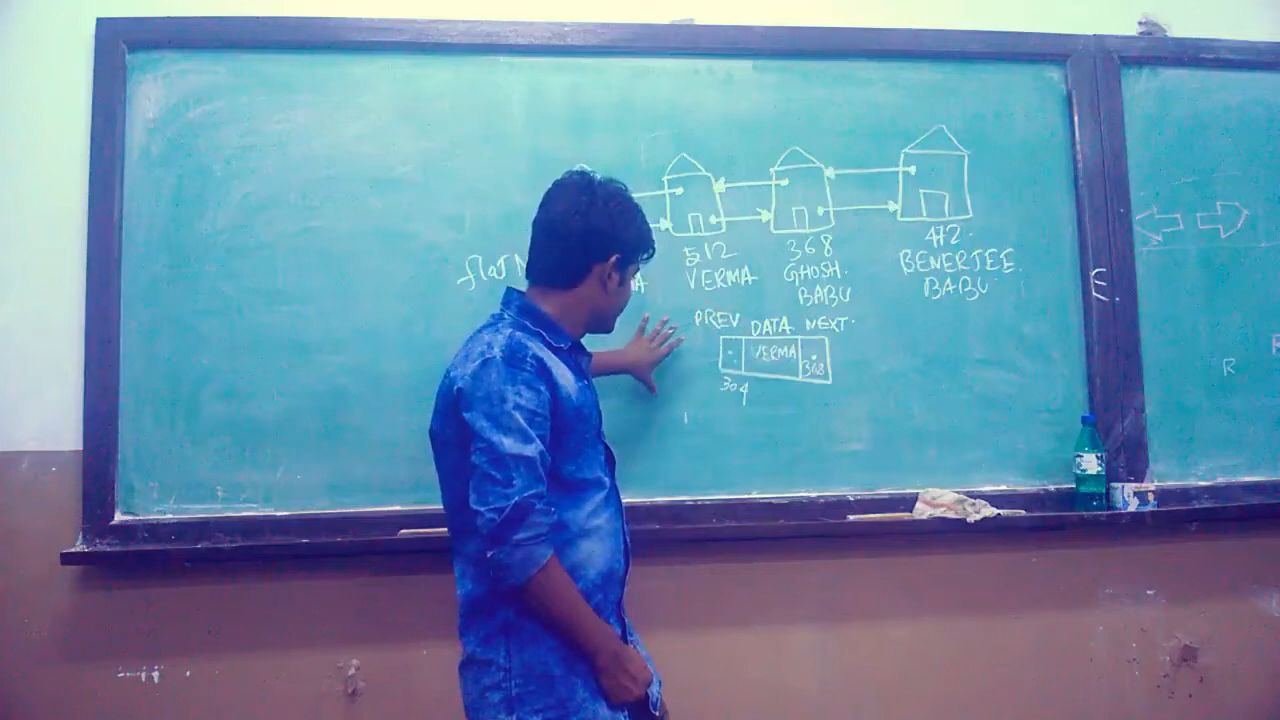 512
VERMA
368
GHOSH.
BABU
472.
BENERJEE.
BABU
PREV DATA NEXT.
VERMA
368
304
E.
R